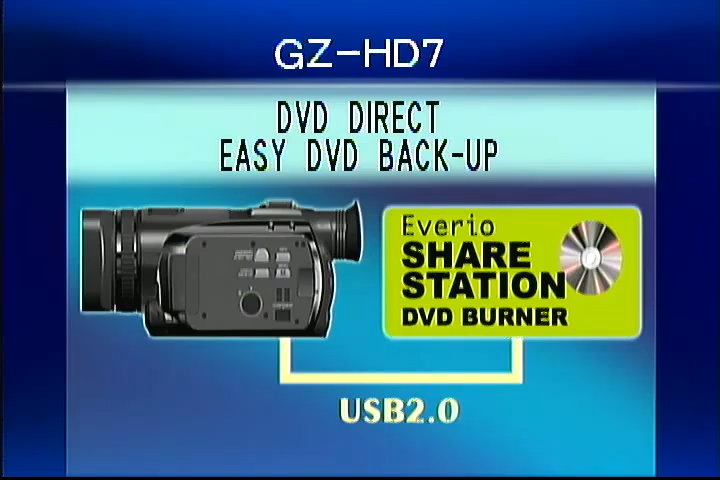 GZ-HD7
DVD DIRECT
EASY DVD BACK-UP
Everio
SHARE
STATION
DVD BURNER
USB2.0